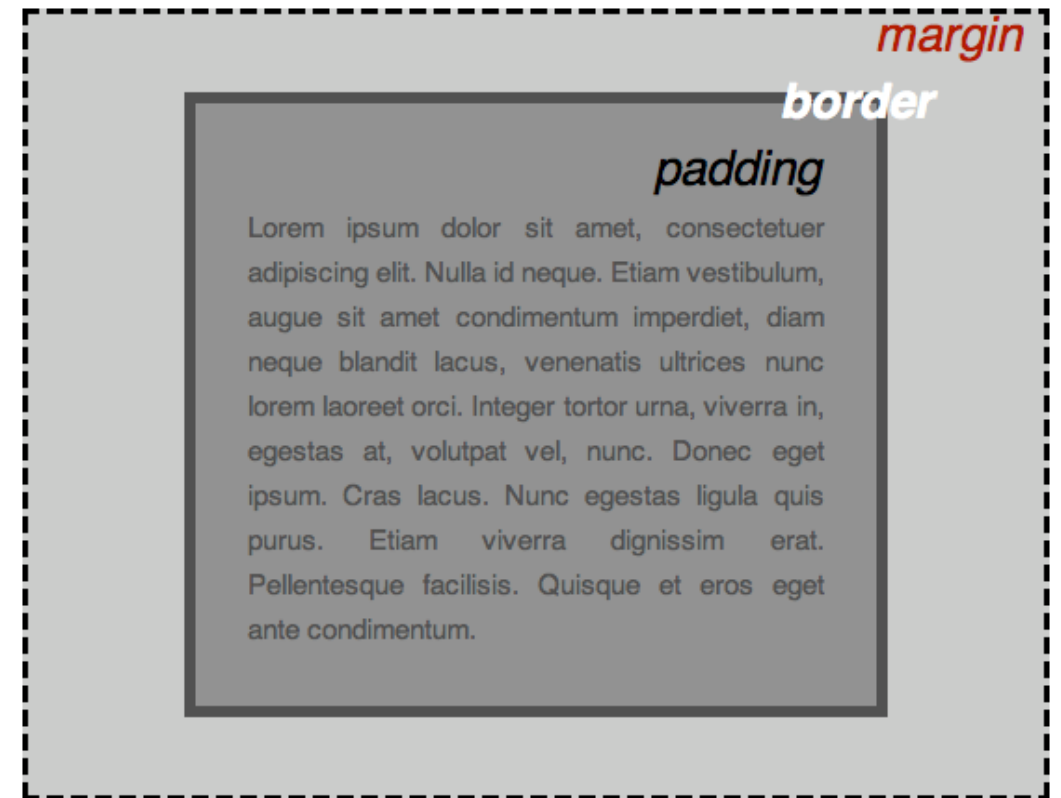 margin
border
padding
Lorem ipsum dolor sit amet, consectetuer
adipiscing elit. Nulla id neque. Etiam vestibulum,
augue sit amet condimentum imperdiet, diam
neque blandit lacus, venenatis ultrices nunc
lorem laoreet orci. Integer tortor urna, viverra in,
egestas at, volutpat vel, nunc. Donec eget
ipsum. Cras lacus. Nunc egestas ligula quis
purus. Etiam viverra dignissim erat.
Pellentesque facilisis. Quisque et eros eget
ante condimentum.